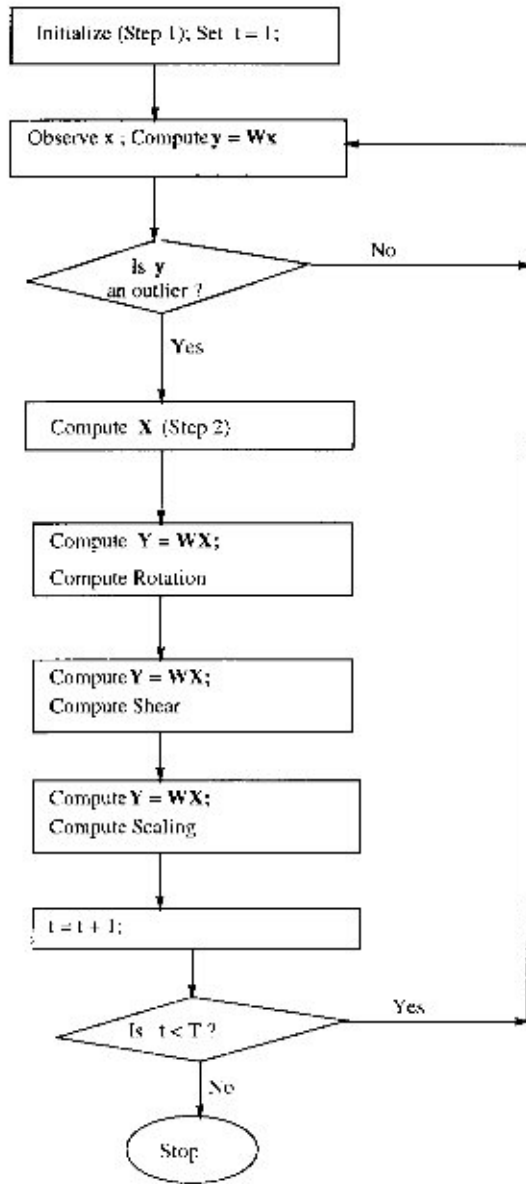 Initialize (Step 1); Set t = 1;
Observe x ; Compute y = Wx
Is y
an outlier ?
No
Yes
Compute X (Step 2)
Compute Y = WX;
Compute Rotation
Compute Y = WX;
Compute Shear
Compute Y = WX;
Compute Scaling
t = t + 1;
Is t < T ?
Yes
No
Stop